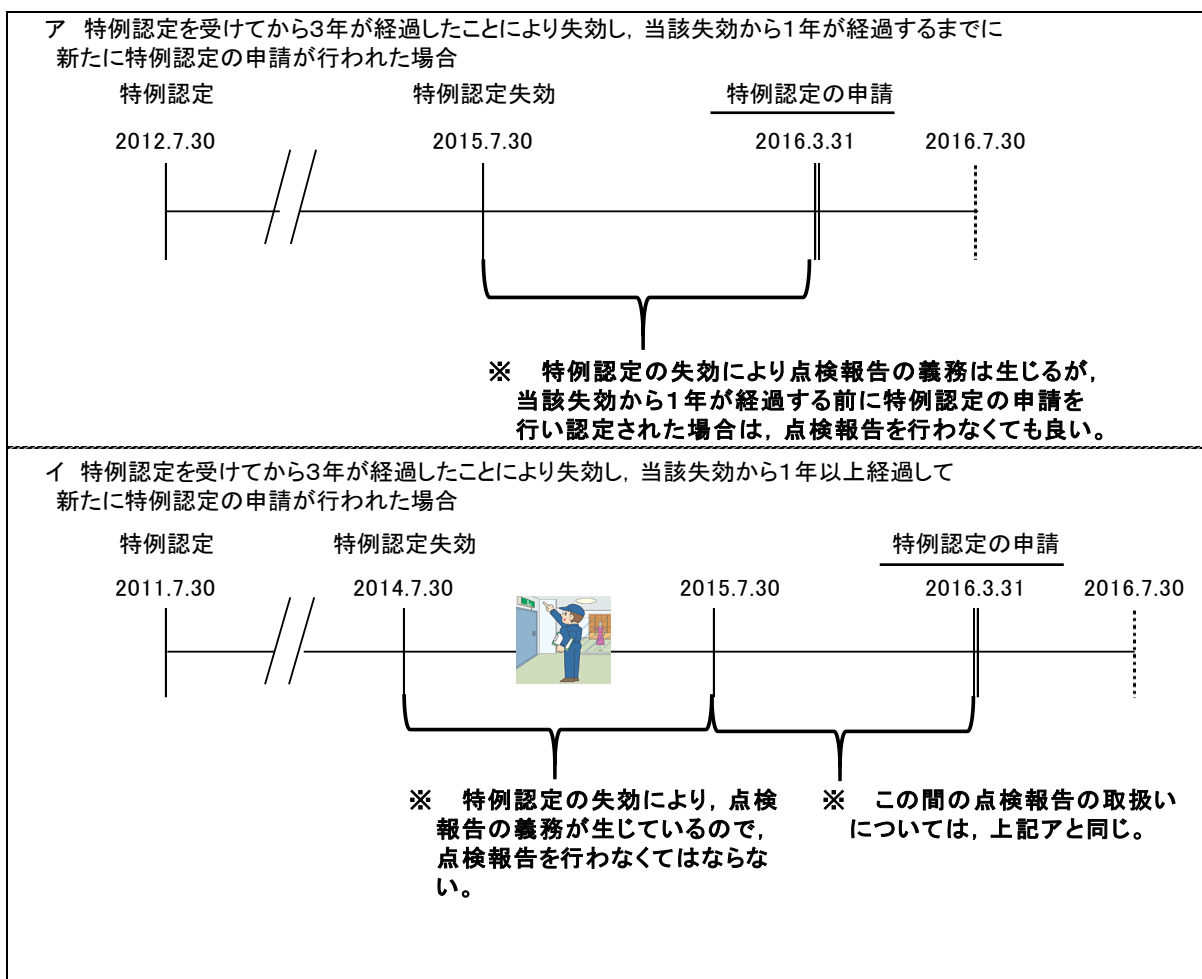 ア 特例認定を受けてから3年が経過したことにより失効し，当該失効から1年が経過するまでに
新たに特例認定の申請が行われた場合
特例認定 特例認定失効 特例認定の申請
2012.7.30 2015.7.30 2016.3.31 2016.7.30
※ 特例認定の失効により点検報告の義務は生じるが，
当該失効から1年が経過する前に特例認定の申請を
行い認定された場合は，点検報告を行わなくても良い。
イ 特例認定を受けてから3年が経過したことにより失効し，当該失効から1年以上経過して
新たに特例認定の申請が行われた場合
特例認定 特例認定失効 特例認定の申請
2011.7.30 2014.7.30 2015.7.30 2016.3.31 2016.7.30
※ 特例認定の失効により，点検
報告の義務が生じているので，
点検報告を行わなくてはならな
い。
※ この間の点検報告の取扱い
については，上記アと同じ。